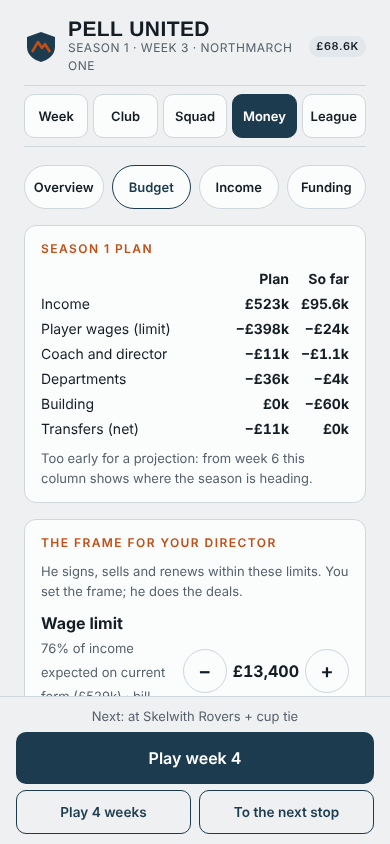 PELL UNITED
SEASON 1 · WEEK 3 · NORTHMARCH
ONE
£68.6K
Week Club Squad Money League
Overview Budget Income Funding
SEASON 1 PLAN
Plan So far
Income £523k £95.6k
Player wages (limit) −£398k −£24k
Coach and director −£11k −£1.1k
Departments −£36k −£4k
Building £0k −£60k
Transfers (net) −£11k £0k
Too early for a projection: from week 6 this
column shows where the season is heading.
THE FRAME FOR YOUR DIRECTOR
He signs, sells and renews within these limits. You
set the frame; he does the deals.
Wage limit
76% of income
expected on current
− £13,400 +
form (£529k) · bill
Next: at Skelwith Rovers + cup tie
Play week 4
Play 4 weeks To the next stop